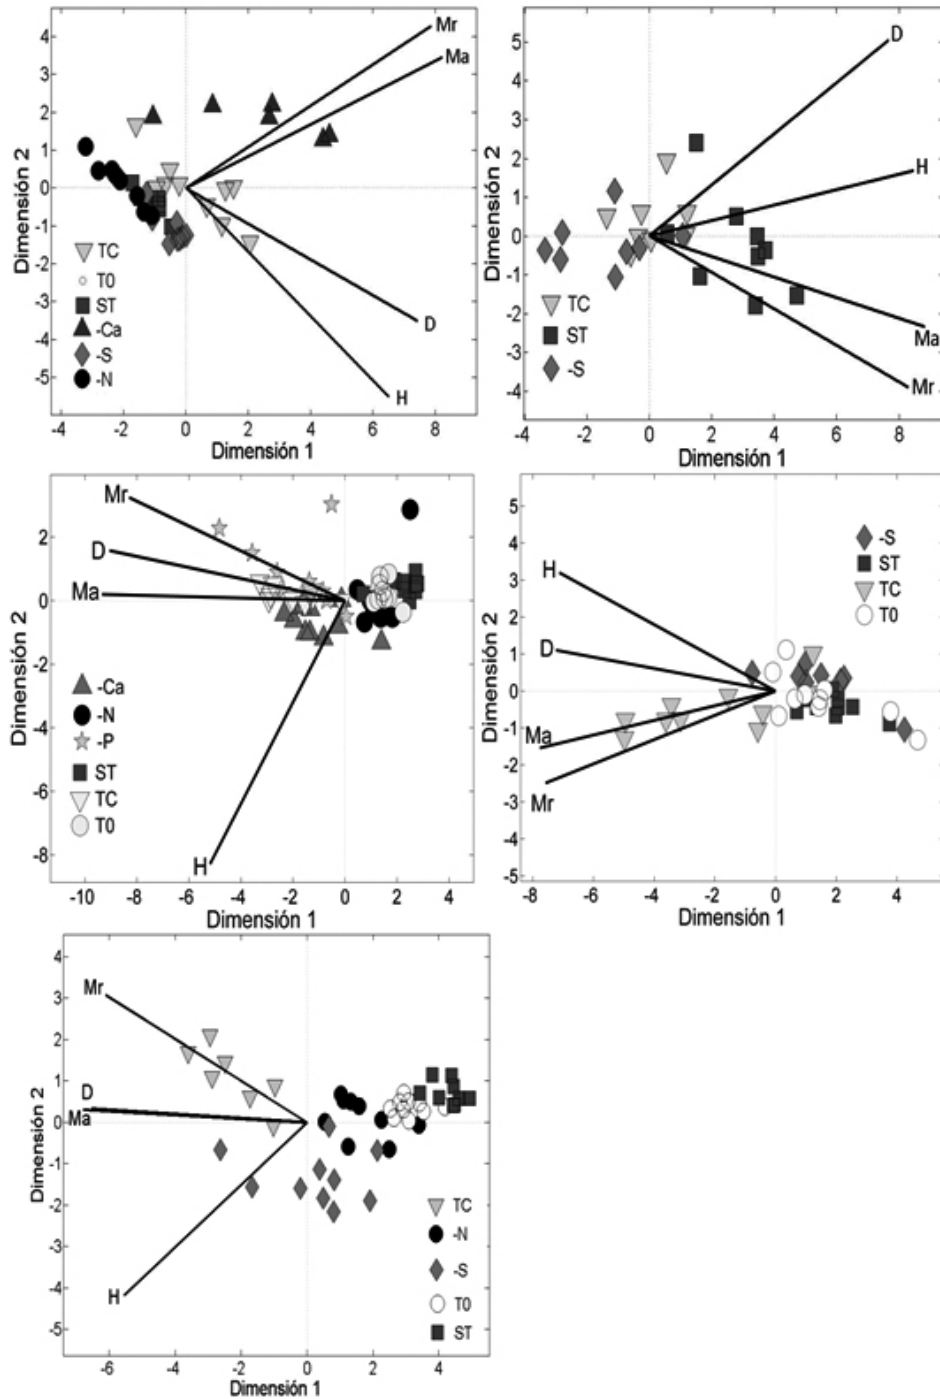 4
3
2
1
0
-1
-2
-3
-4
-5
Dimensión 2
Mr
Ma
D
H
TC
T0
ST
-Ca
-S
-N
-4 -2 0 2 4 6 8
Dimensión 1
5
4
3
2
1
0
-1
-2
-3
-4
Dimensión 2
D
H
Ma
Mr
TC
ST
-S
-4 -2 0 2 4 6 8
Dimensión 1
2
0
-2
-4
-6
-8
Dimensión 2
Mr
D
Ma
H
-Ca
-N
-P
ST
TC
T0
-10 -8 -6 -4 -2 0 2 4
Dimensión 1
5
4
3
2
1
0
-1
-2
-3
-4
-5
Dimensión 2
H
D
Ma
Mr
-S
ST
TC
T0
-8 -6 -4 -2 0 2 4
Dimensión 1
4
3
2
1
0
-1
-2
-3
-4
-5
Dimensión 2
Mr
D
Ma
H
TC
-N
-S
T0
ST
-6 -4 -2 0 2 4
Dimensión 1